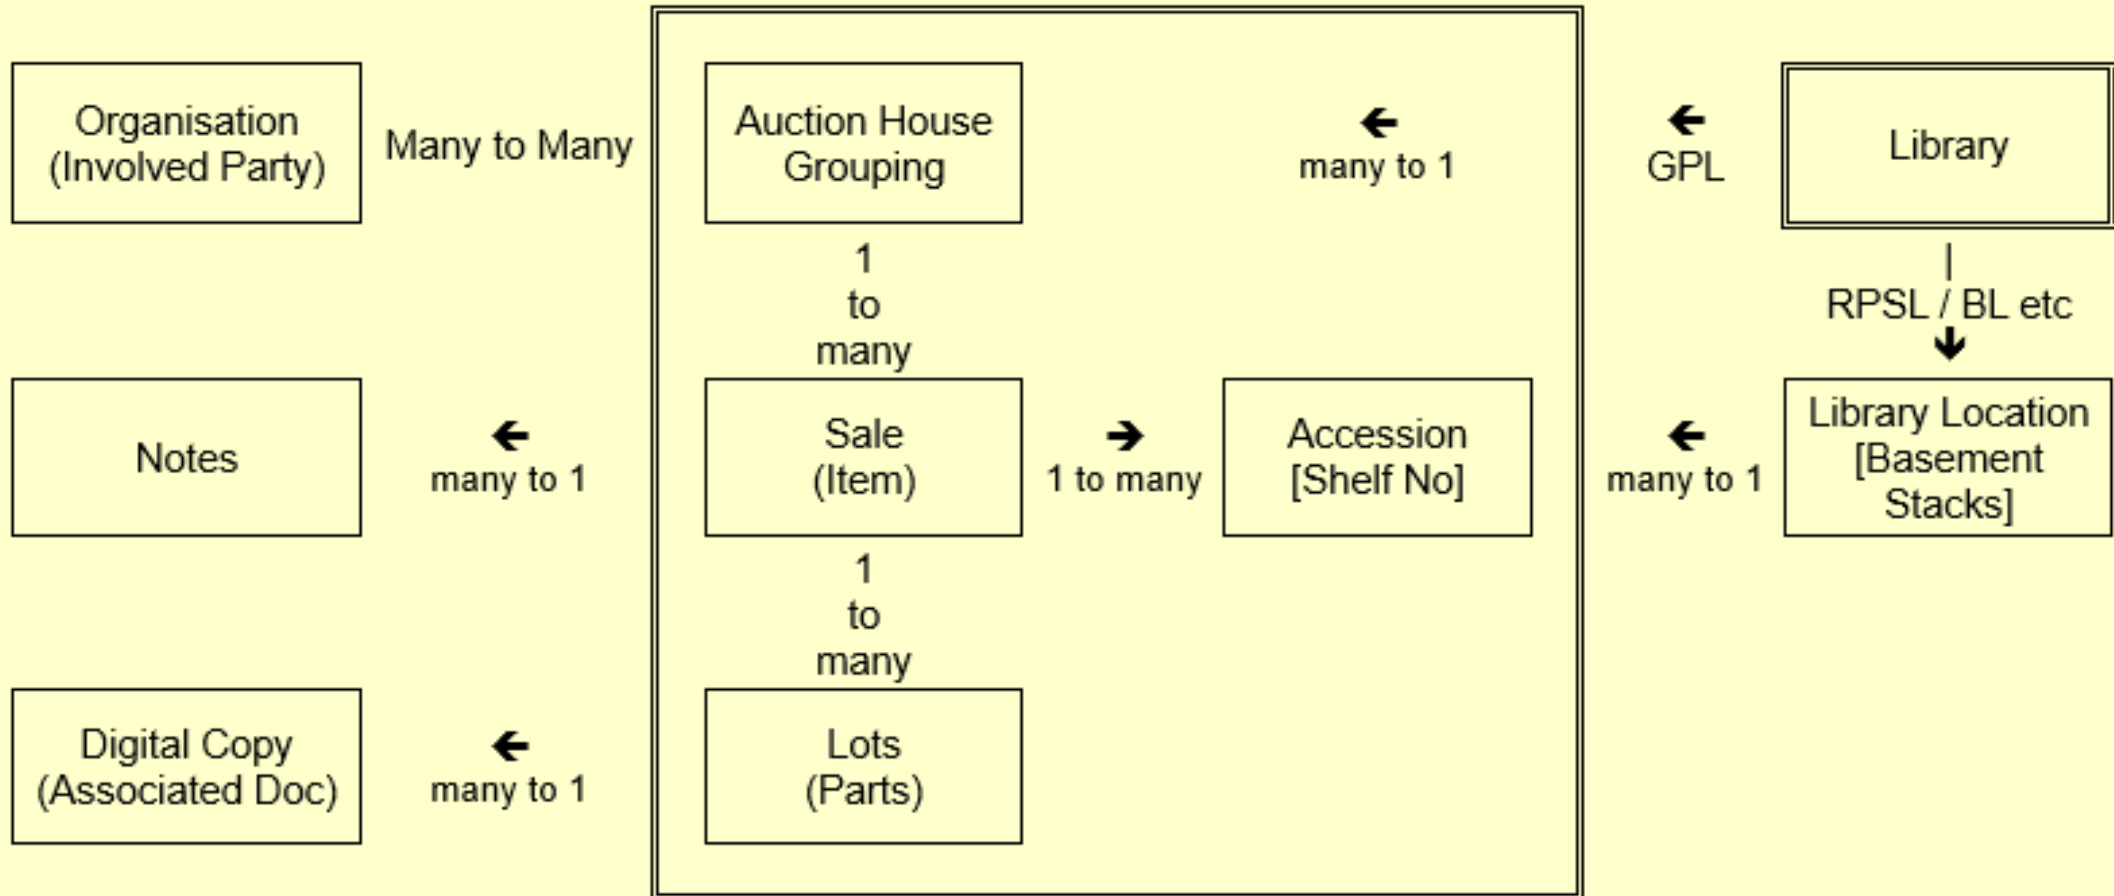 Organisation
(Involved Party)
Many to Many
Auction House
Grouping
🡰
many to 1
🡰
GPL
Library
1
to
many
|
RPSL / BL etc
🡳
Notes
🡰
many to 1
Sale
(Item)
🡲
1 to many
Accession
[Shelf No]
🡰
many to 1
Library Location
[Basement
Stacks]
1
to
many
Digital Copy
(Associated Doc)
🡰
many to 1
Lots
(Parts)